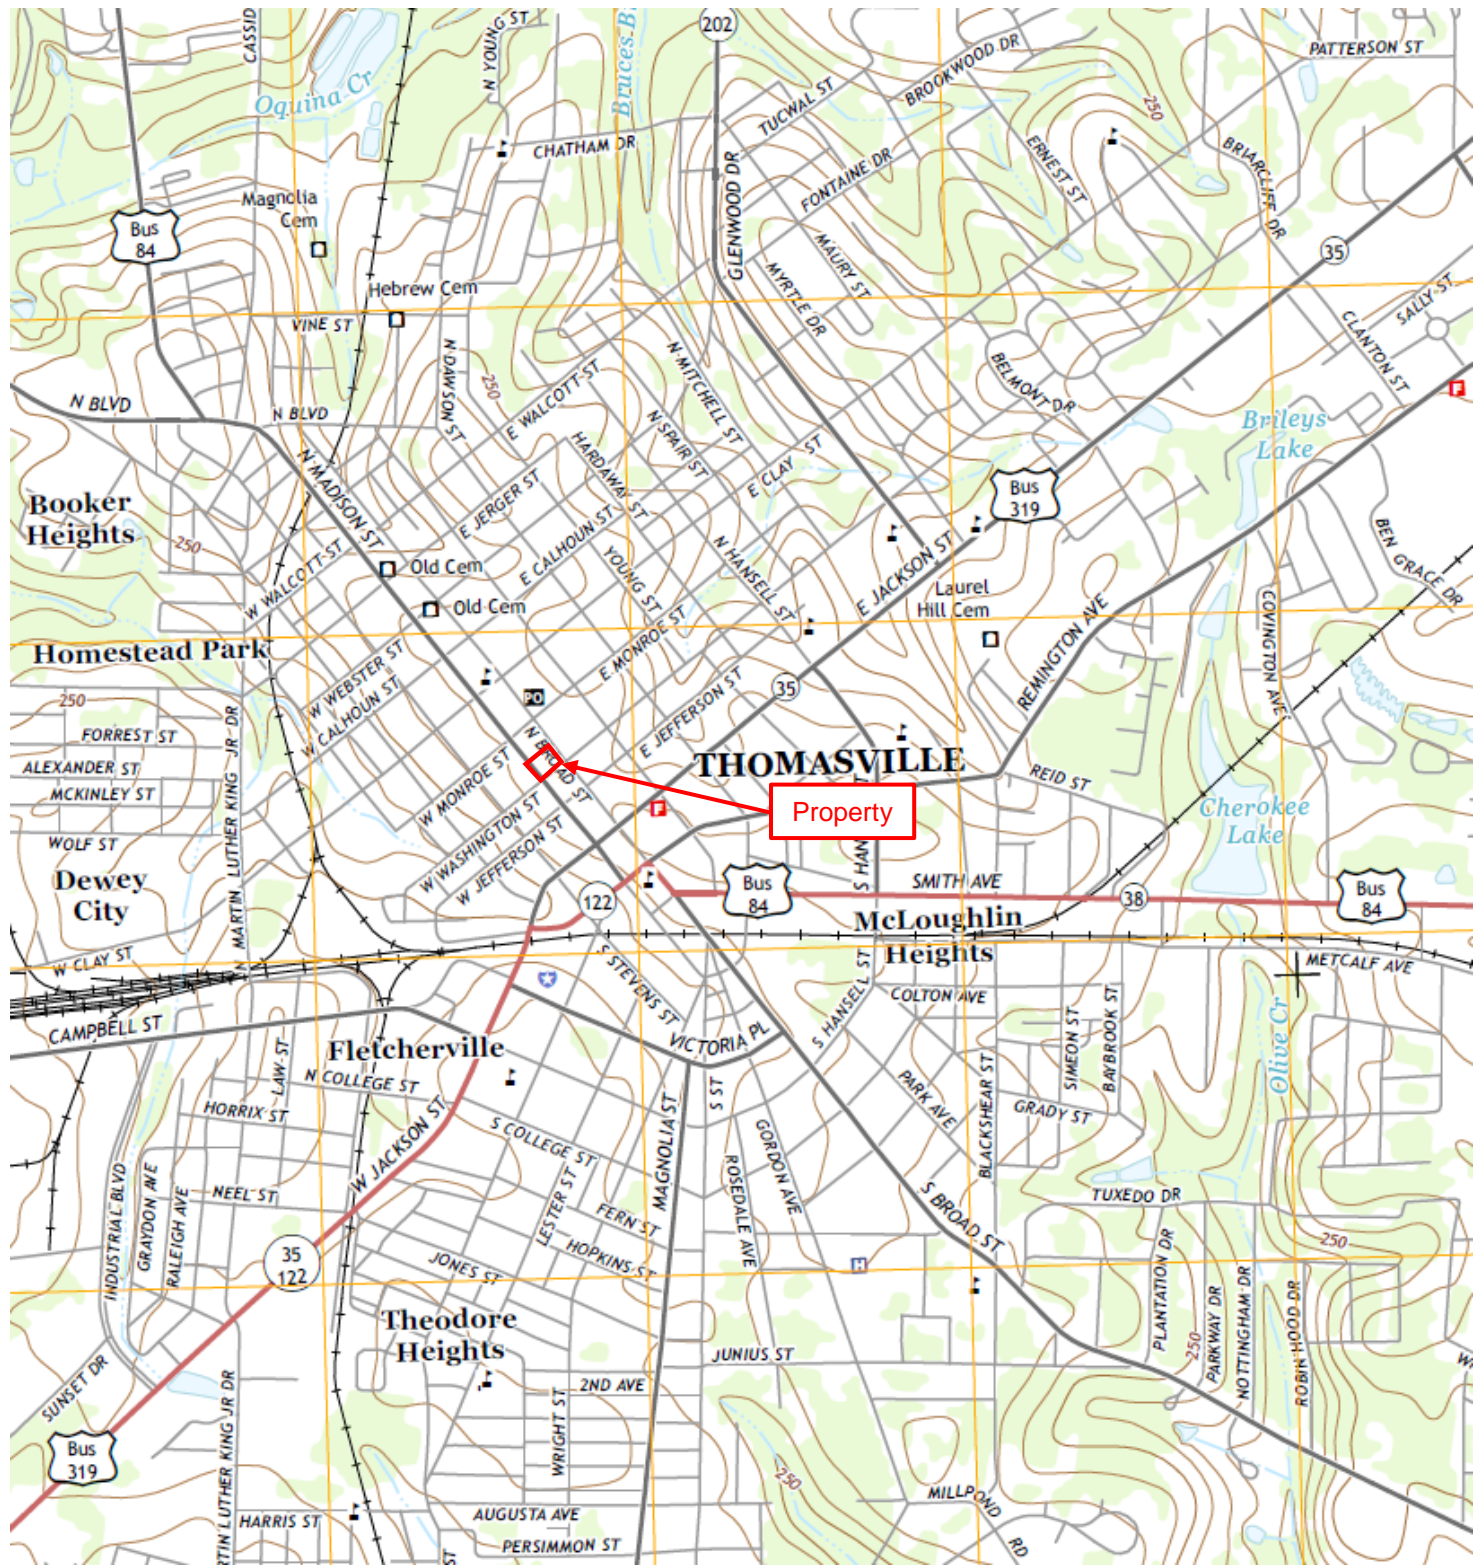 202
N YOUNG ST
BROOKWOOD DR
PATTERSON ST
Oquina Cr
TUCWAL ST
250
CHATHAM DR
ERNEST ST
BRIARCLIFF DR
FONTAINE DR
Magnolia
Cem
GLENWOOD DR
Bus
84
MAURY ST
35
MYRTLE DR
Hebrew Cem
SALLY ST
VINE ST
CLANTON ST
N DAWSON ST
N MITCHELL ST
250
E WALCOTT ST
BELMONT DR
N BLVD
N BLVD
N SPAIR ST
F
Brileys
Lake
N MADISON ST
HARDAWAY ST
E CLAY ST
Booker
Heights
E JERGER ST
Bus
319
250
E CALHOUN ST
N HANSELL ST
BEN GRACE DR
W WALCOTT ST
Old Cem
YOUNG ST
E JACKSON ST
Laurel
Hill Cem
Old Cem
REMINGTON AVE
COVINGTON AVE
Homestead Park
E MONROE ST
W WEBSTER ST
W CALHOUN ST
35
250
PO
E JEFFERSON ST
FORREST ST
N MARTIN LUTHER KING JR DR
N BROAD ST
THOMASVILLE
ALEXANDER ST
W MONROE ST
REID ST
MCKINLEY ST
W WASHINGTON ST
F
Property
Cherokee
Lake
WOLF ST
W JEFFERSON ST
S HAN
Dewey
City
122
Bus
84
SMITH AVE
38
Bus
84
McLoughlin
Heights
W CLAY ST
S STEVENS ST
METCALF AVE
S HANSELL ST
COLTON AVE
CAMPBELL ST
VICTORIA PL
SIMEON ST
BAYBROOK ST
Olive Cr
Fletcherville
LAW ST
N COLLEGE ST
S ST
PARK AVE
BLACKSHEAR ST
HORRIX ST
GRADY ST
W JACKSON ST
S COLLEGE ST
MAGNOLIA ST
GORDON AVE
ROSEDALE AVE
INDUSTRIAL BLVD
GRAYDON AVE
RALEIGH AVE
NEEL ST
LESTER ST
FERN ST
S BROAD ST
TUXEDO DR
35
122
JONES ST
HOPKINS ST
H
PLANTATION DR
250
Theodore
Heights
250
PARKWAY DR
NOTTINGHAM DR
ROBIN HOOD DR
SUNSET DR
JUNIUS ST
2ND AVE
WRIGHT ST
Bus
319
250
MILLPOND
RD
HARRIS ST
AUGUSTA AVE
PERSIMMON ST